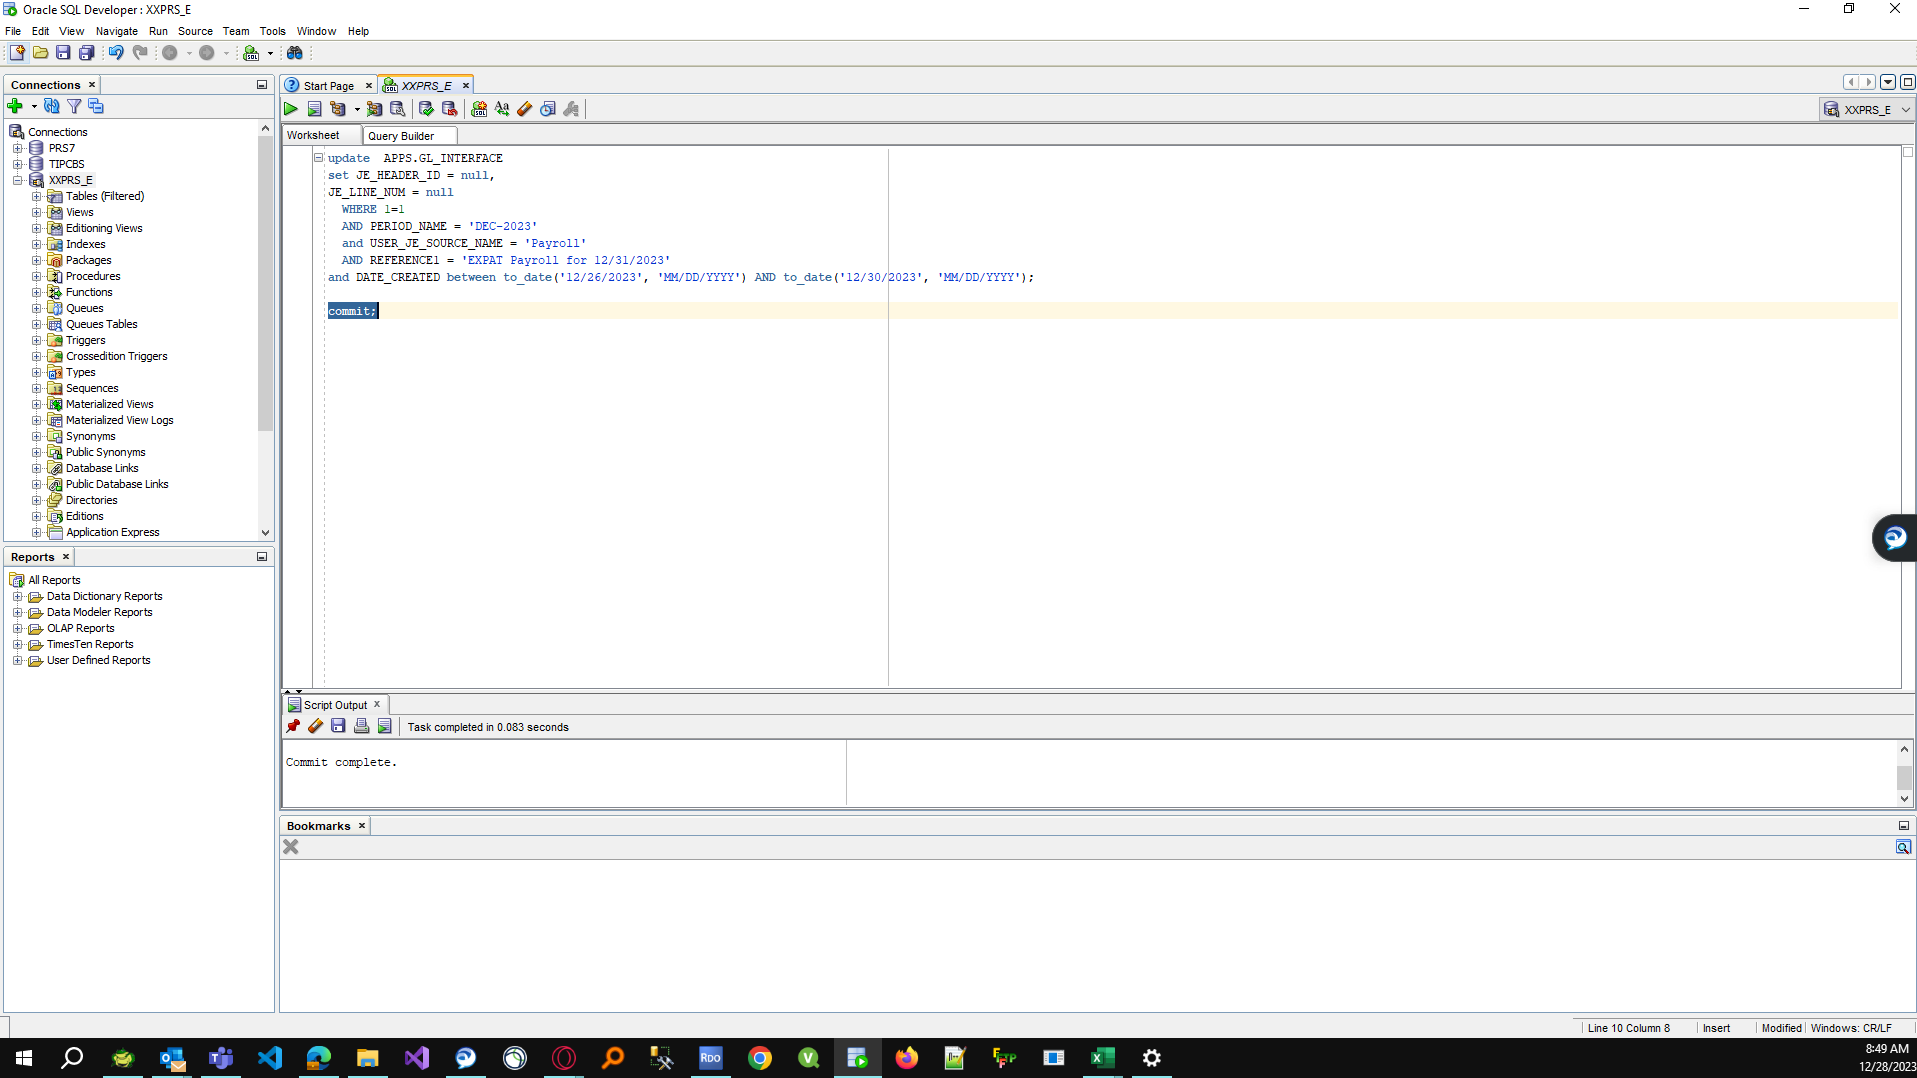 Oracle SQL Developer : XXPRS_E
File Edit View Navigate Run Source Team Tools Window Help
Connections
Start Page
XXPRS_E
XXPRS_E
Worksheet
Query Builder
Connections
PRS7
TIPCBS
XXPRS_E
Tables (Filtered)
Views
Editioning Views
Indexes
Packages
Procedures
Functions
Queues
Queues Tables
Triggers
Crossedition Triggers
Types
Sequences
Materialized Views
Materialized View Logs
Synonyms
Public Synonyms
Database Links
Public Database Links
Directories
Editions
Application Express
update  APPS.GL_INTERFACE
set JE_HEADER_ID = null,
JE_LINE_NUM = null
WHERE 1=1
AND PERIOD_NAME = 'DEC-2023'
and USER_JE_SOURCE_NAME = 'Payroll'
AND REFERENCE1 = 'EXPAT Payroll for 12/31/2023'
and DATE_CREATED between to_date('12/26/2023', 'MM/DD/YYYY') AND to_date('12/30/2023', 'MM/DD/YYYY');
commit;
Reports
All Reports
Data Dictionary Reports
Data Modeler Reports
OLAP Reports
TimesTen Reports
User Defined Reports
Script Output
Task completed in 0.083 seconds
Commit complete.
Bookmarks
Line 10 Column 8
Insert
Modified
Windows: CR/LF
RDO
8:49 AM
12/28/2023